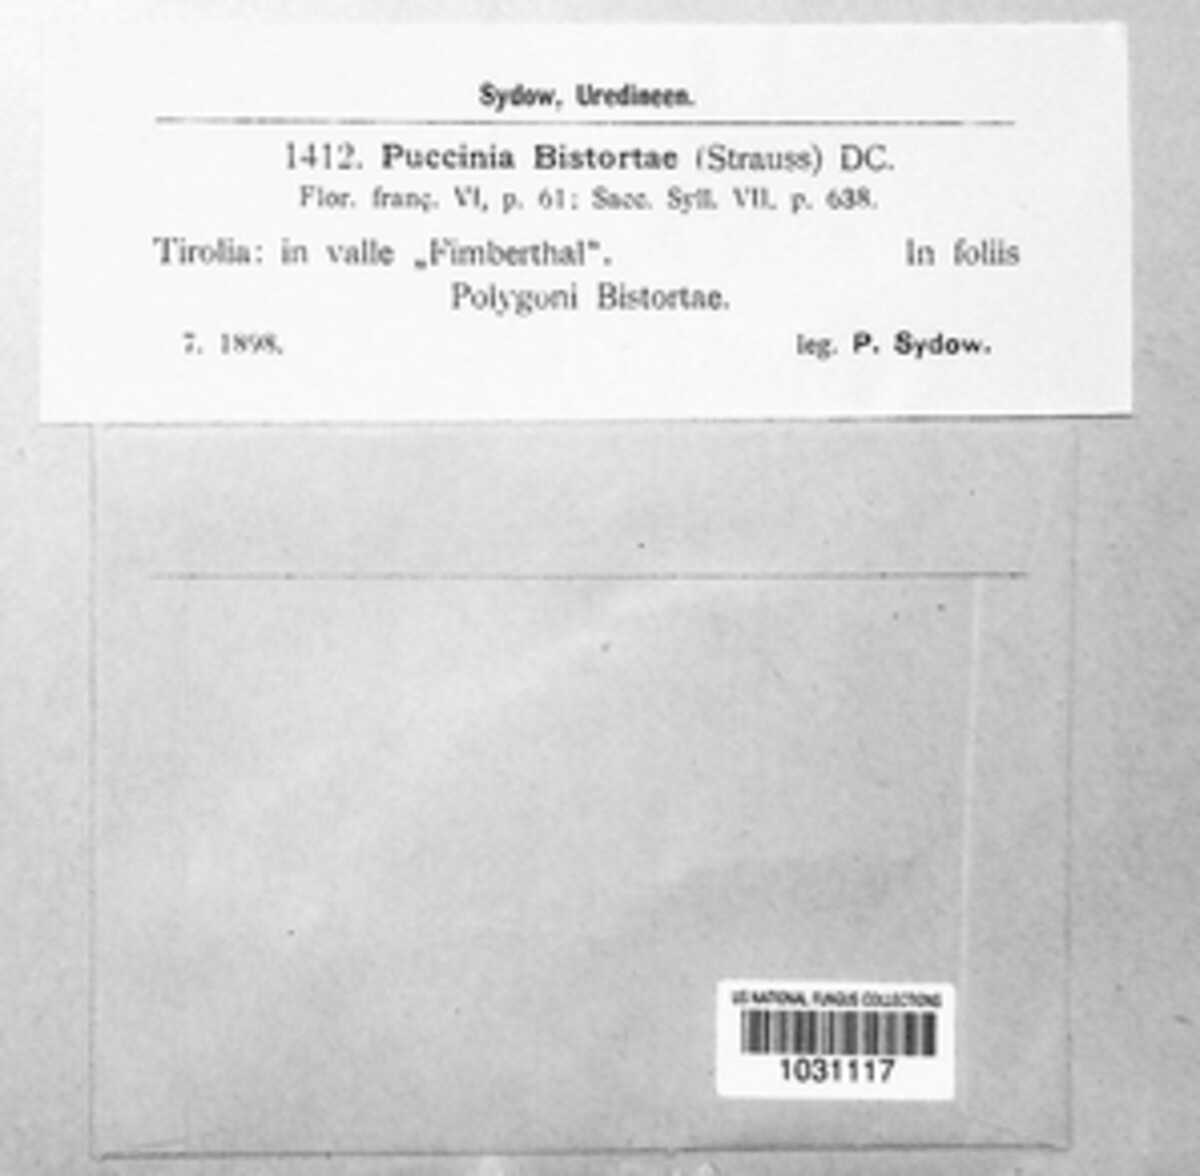 Sydow, Uredineen.
1412. Puccinia Bistortae (Strauss) DC.
Flor. franç. VI, p. 61; Sacc. Syll. VII, p. 638.
Tirolia: in valle „Fimberthal“. In foliis
Polygoni Bistortae.
7. 1898. leg. P. Sydow.
US NATIONAL FUNGUS COLLECTIONS
1031117